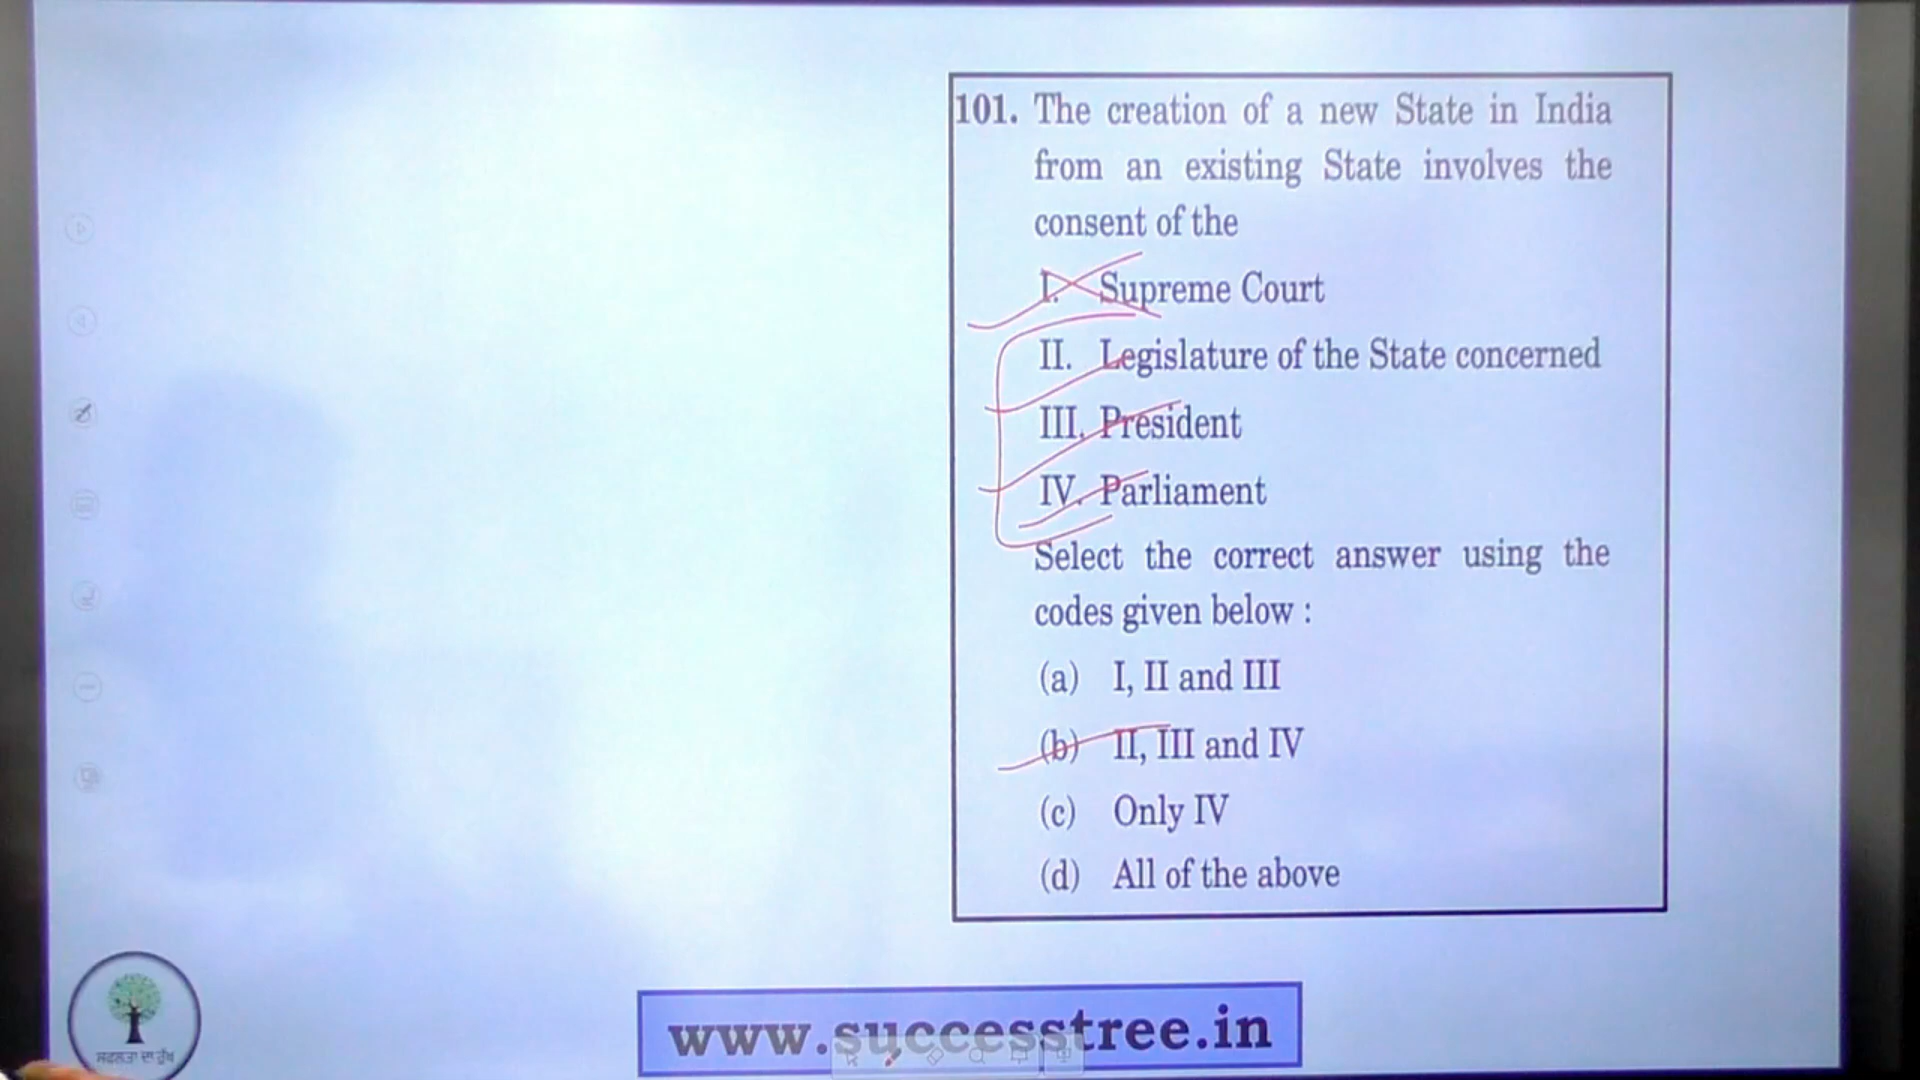 101. The creation of a new State in India
from an existing State involves the
consent of the
I. Supreme Court
II. Legislature of the State concerned
III. President
IV. Parliament
Select the correct answer using the
codes given below :
(a) I, II and III
(b) II, III and IV
(c) Only IV
(d) All of the above
ਸਫਲਤਾ ਦਾ ਰੁੱਖ
www.successtree.in